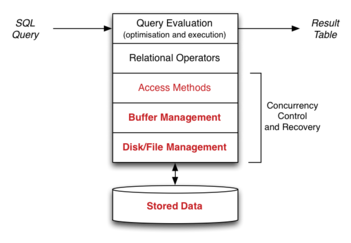 SQL
Query
Query Evaluation
(optimisation and execution)
Result
Table
Relational Operators
Access Methods
Buffer Management
Disk/File Management
Concurrency
Control
and Recovery
Stored Data